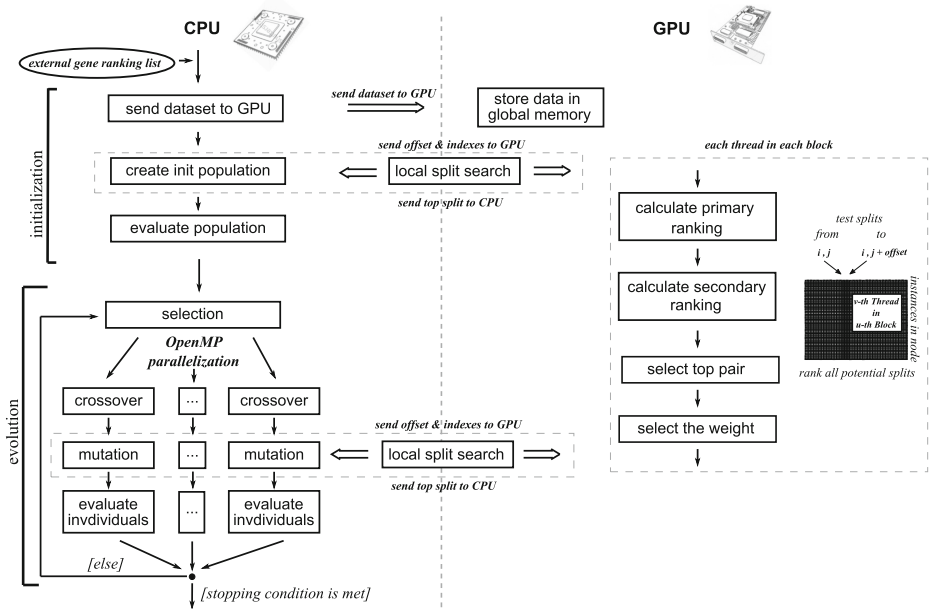 CPU
GPU
external gene ranking list
send dataset to GPU
send dataset to GPU
store data in
global memory
initialization
send offset & indexes to GPU
create init population
local split search
send top split to CPU
evaluate population
each thread in each block
calculate primary
ranking
calculate secondary
ranking
select top pair
select the weight
test splits
from
to
i , j
i , j + offset
v-th Thread
in
u-th Block
instances in node
rank all potential splits
evolution
selection
OpenMP
parallelization
crossover
...
crossover
send offset & indexes to GPU
mutation
...
mutation
local split search
send top split to CPU
evaluate
invdividuals
...
evaluate
invdividuals
[else]
[stopping condition is met]